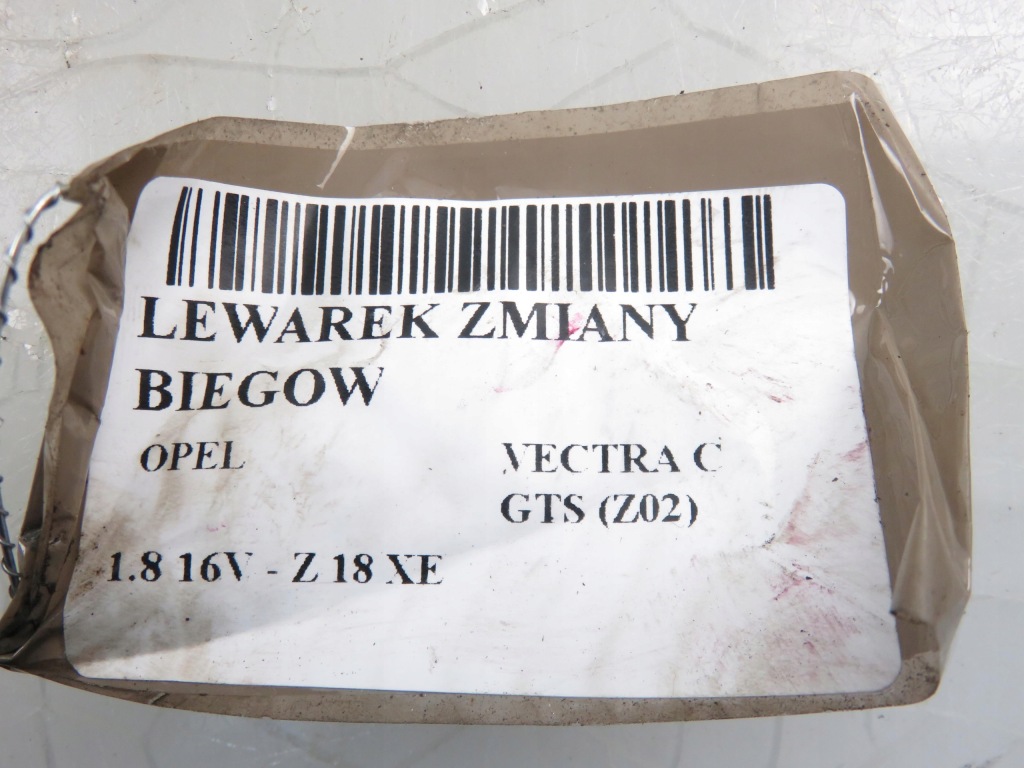 LEWAREK ZMIANY
BIEGOW
OPEL VECTRA C
GTS (Z02)
1.8 16V - Z 18 XE